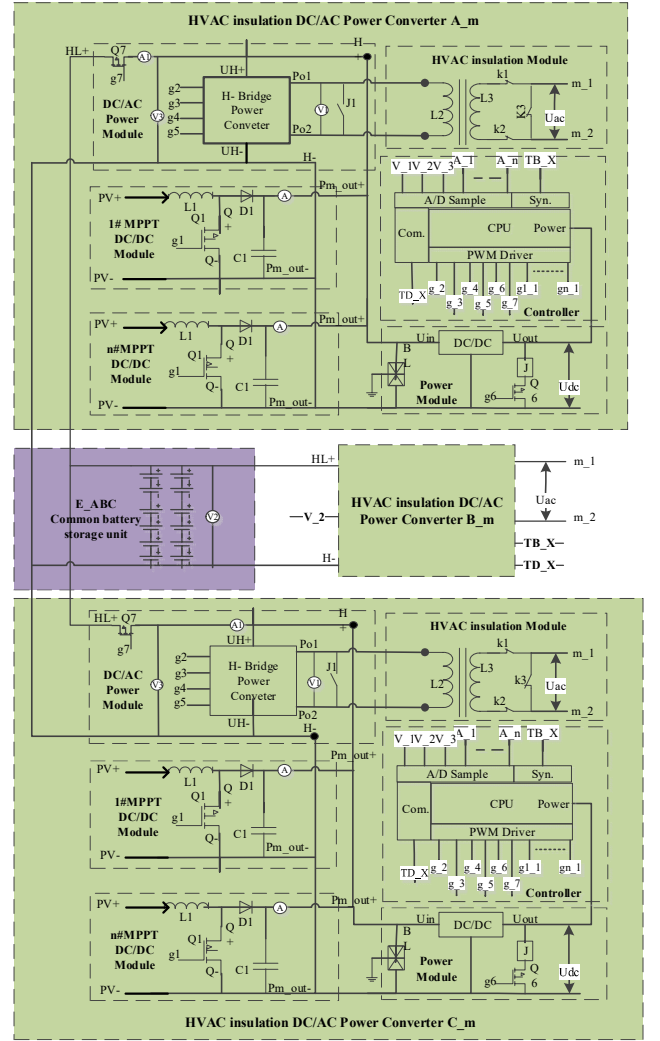 HVAC insulation DC/AC Power Converter A_m
HL+
Q7
g7
A1
H
+
UH+
DC/AC
Power
Module
g2
g3
g4
g5
V3
H- Bridge
Power
Conveter
Po1
Po2
V1
J1
UH-
H-
HVAC insulation Module
L2
L3
k1
k2
K3
m_1
Uac
m_2
PV+
L1
Q1
Q
+
g1
Q-
D1
A
Pm_out+
1# MPPT
DC/DC
Module
C1
PV-
Pm_out-
V_1 V_2 V_3
A_1
A_n
TB_X
A/D Sample
Syn.
Com.
CPU
Power
PWM Driver
TD_X
g_2
g_3
g_4
g_5
g_6
g_7
g1_1
gn_1
Controller
PV+
L1
Q1
Q
+
g1
Q-
D1
A
Pm_out+
n#MPPT
DC/DC
Module
C1
PV-
Pm_out-
B
L
Uin
DC/DC
Uout
J
Q
6
g6
Udc
Power
Module
E_ABC
Common battery
storage unit
V2
HL+
V_2
H-
HVAC insulation DC/AC
Power Converter B_m
m_1
Uac
m_2
TB_X
TD_X
HL+
Q7
g7
A1
H
+
UH+
DC/AC
Power
Module
g2
g3
g4
g5
V3
H- Bridge
Power
Conyeter
Po1
Po2
V1
J1
UH-
H-
HVAC insulation Module
L2
L3
k1
k2
k3
m_1
Uac
m_2
PV+
L1
Q1
Q
+
g1
Q-
D1
A
Pm_out+
1#MPPT
DC/DC
Module
C1
PV-
Pm_out-
V_1 V_2 V_3
A_1
A_n
TB_X
A/D Sample
Syn.
Com.
CPU
Power
PWM Driver
TD_X
g_2
g_3
g_4
g_5
g_6
g_7
g1_1
gn_1
Controller
PV+
L1
Q1
Q
+
g1
Q-
D1
A
Pm_out+
n#MPPT
DC/DC
Module
C1
PV-
Pm_out-
B
L
Uin
DC/DC
Uout
J
Q
6
g6
Udc
Power
Module
HVAC insulation DC/AC Power Converter C_m